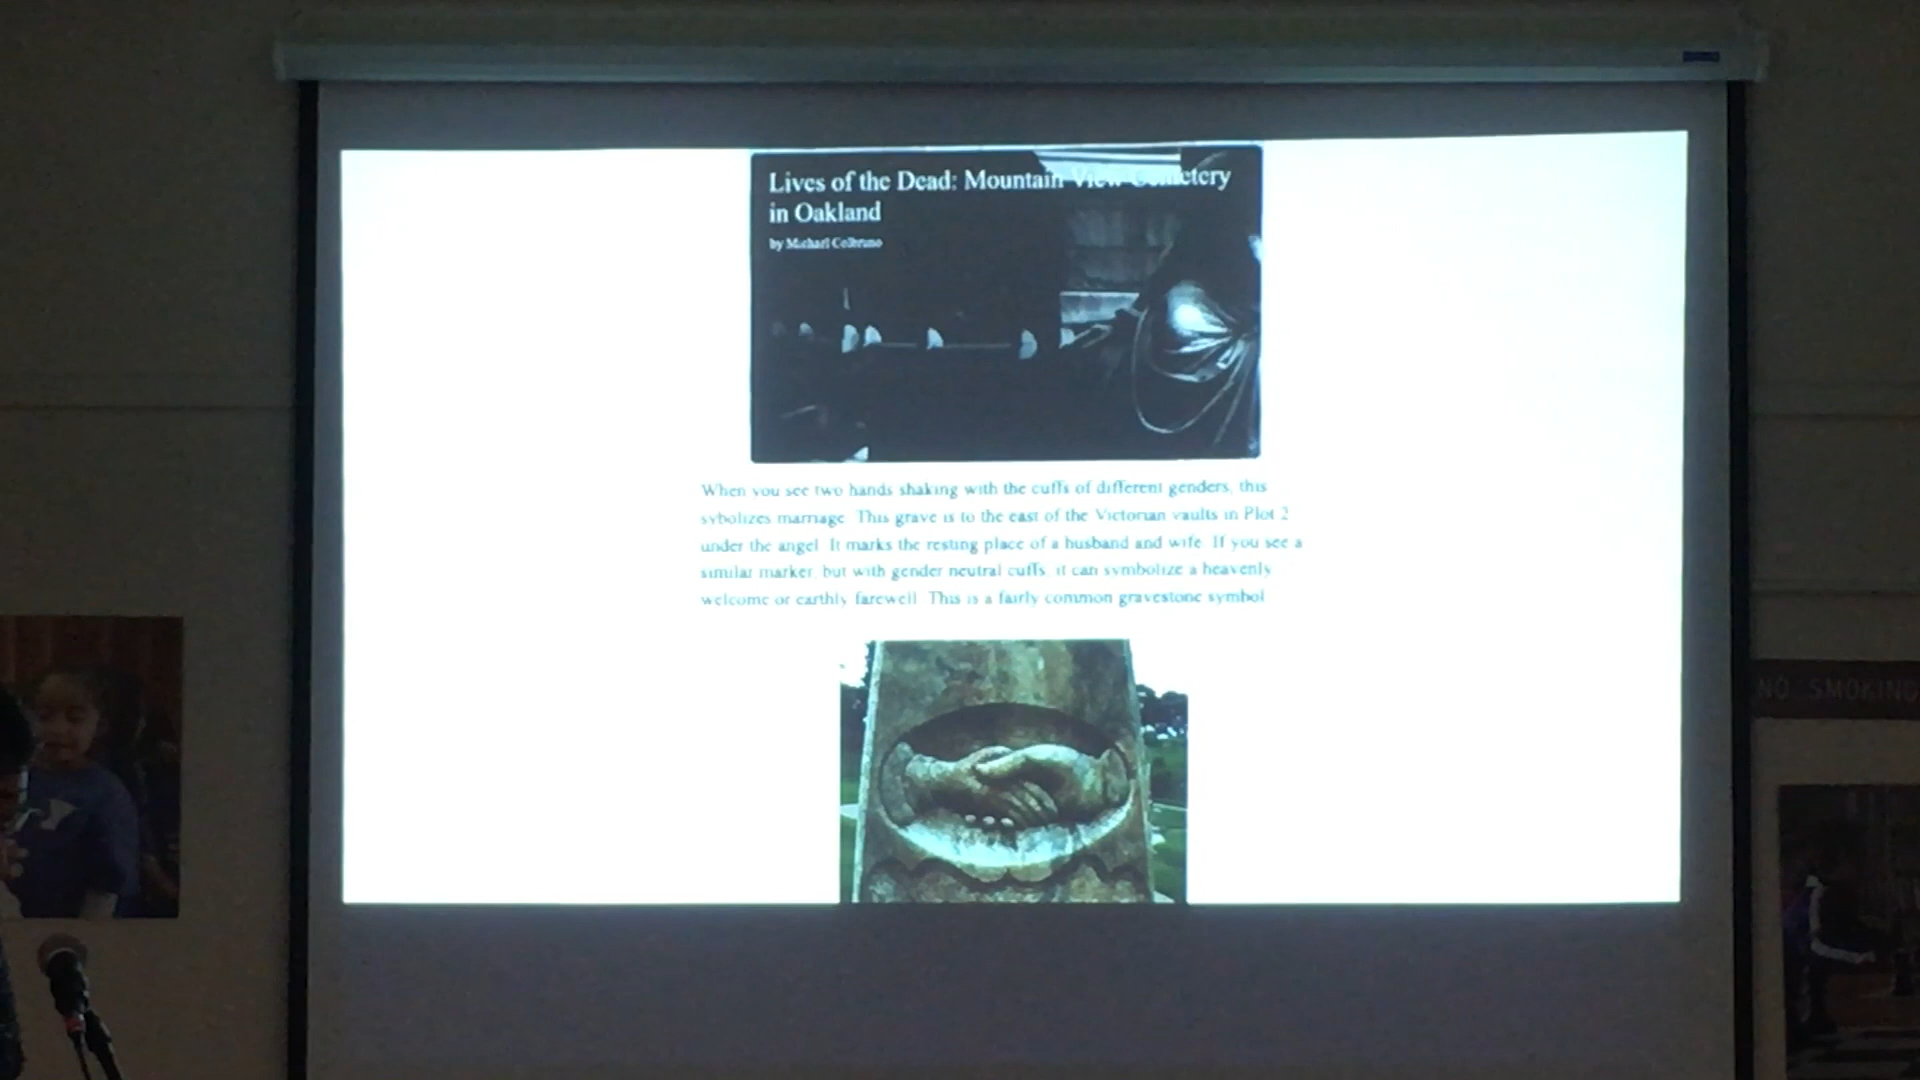 Lives of the Dead: Mountain View Cemetery
in Oakland
by Michael Colbruno
When you see two hands shaking with the cuffs of different genders, this
sybolizes marriage. This grave is to the east of the Victorian vaults in Plot 2
under the angel. It marks the resting place of a husband and wife. If you see a
similar marker, but with gender neutral cuffs, it can symbolize a heavenly
welcome or earthly farewell. This is a fairly common gravestone symbol.
NO SMOKING